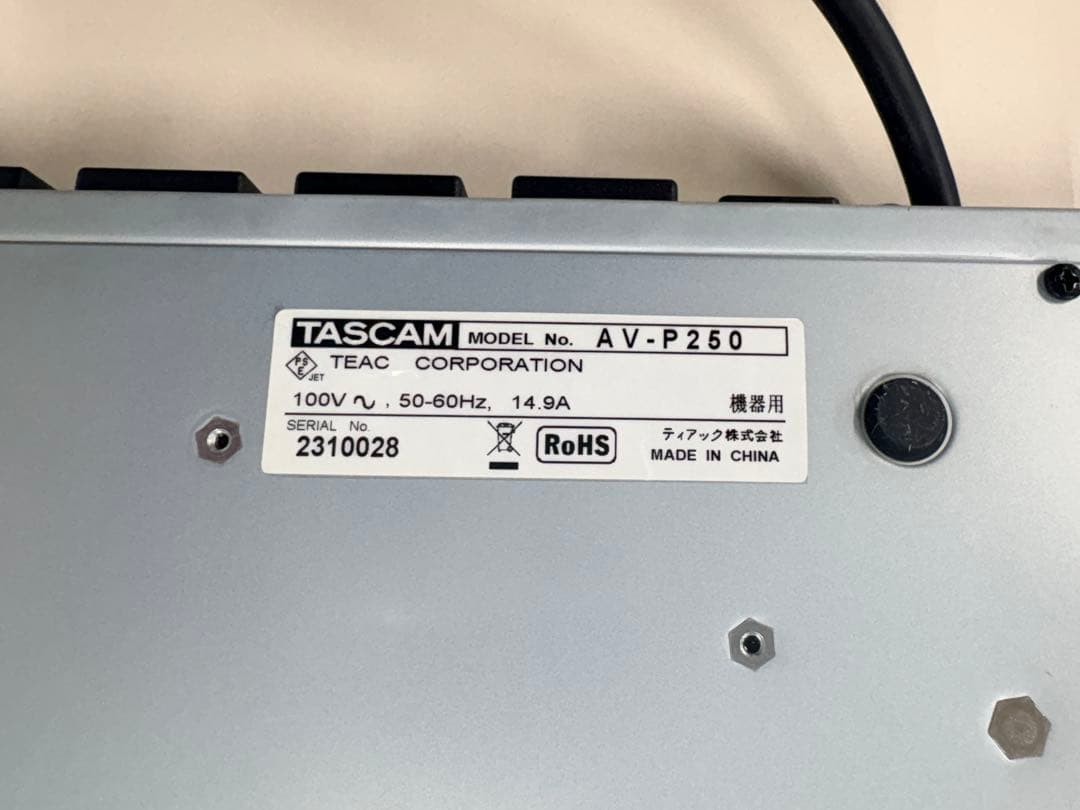 TASCAM MODEL No. AV-P250
PS
E JET TEAC CORPORATION
100V ～ , 50-60Hz, 14.9A 機器用
SERIAL No.
2310028
RoHS
ティアック株式会社
MADE IN CHINA